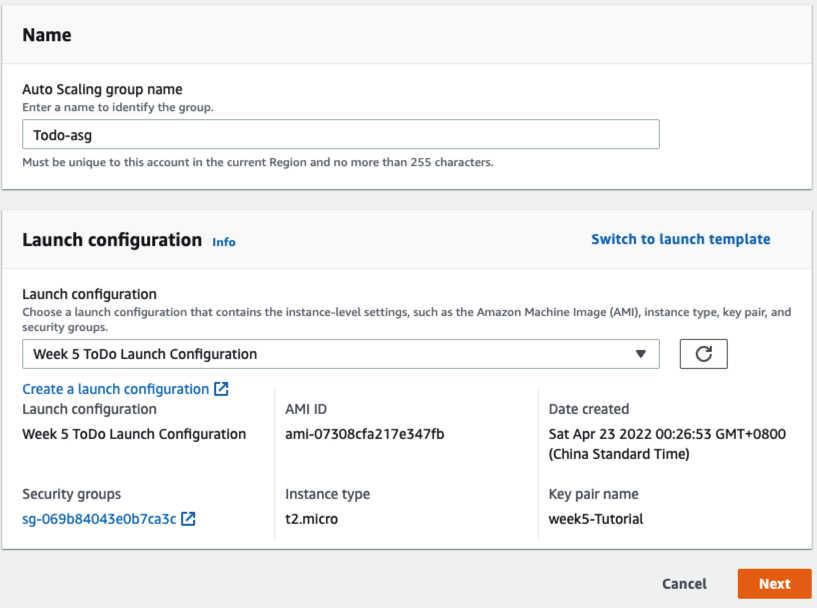 Name
Auto Scaling group name
Enter a name to identify the group.
Todo-asg
Must be unique to this account in the current Region and no more than 255 characters.
Launch configuration Info
Switch to launch template
Launch configuration
Choose a launch configuration that contains the instance-level settings, such as the Amazon Machine Image (AMI), instance type, key pair, and
security groups.
Week 5 ToDo Launch Configuration
Create a launch configuration
Launch configuration
Week 5 ToDo Launch Configuration
AMI ID
ami-07308cfa217e347fb
Date created
Sat Apr 23 2022 00:26:53 GMT+0800
(China Standard Time)
Security groups
sg-069b84043e0b7ca3c
Instance type
t2.micro
Key pair name
week5-Tutorial
Cancel
Next